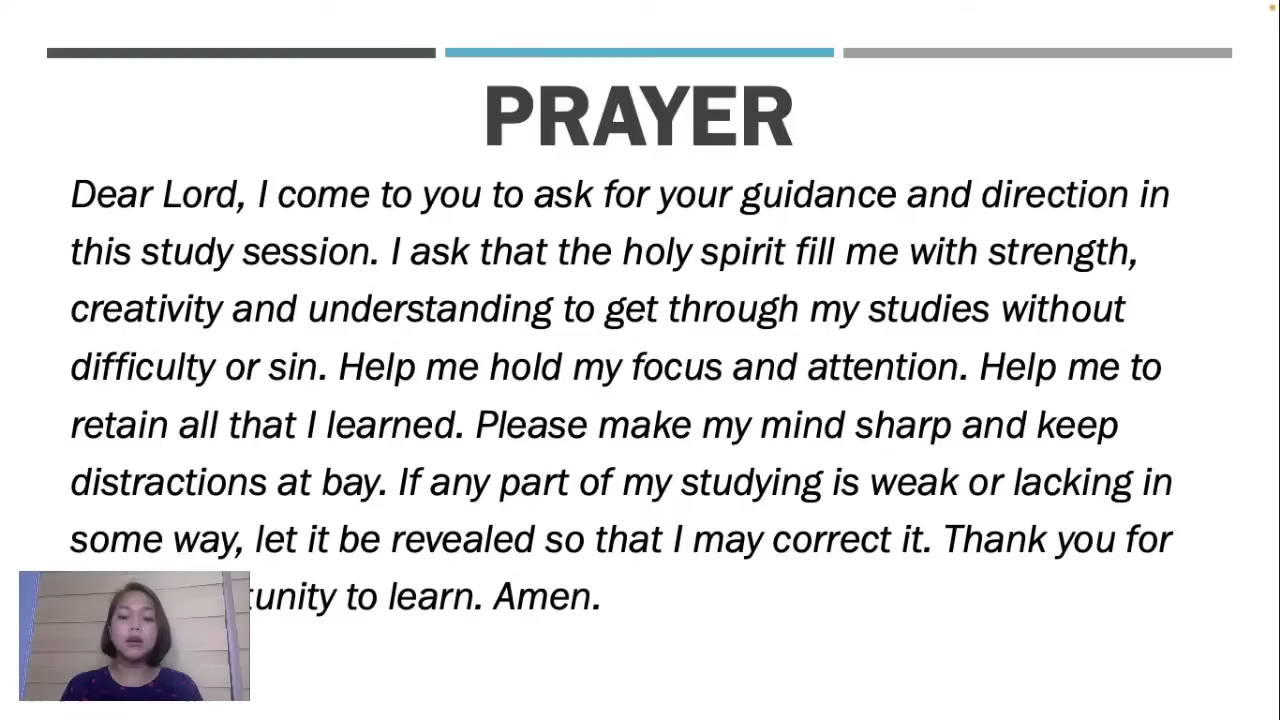 PRAYER
Dear Lord, I come to you to ask for your guidance and direction in
this study session. I ask that the holy spirit fill me with strength,
creativity and understanding to get through my studies without
difficulty or sin. Help me hold my focus and attention. Help me to
retain all that I learned. Please make my mind sharp and keep
distractions at bay. If any part of my studying is weak or lacking in
some way, let it be revealed so that I may correct it. Thank you for
to learn. Amen.